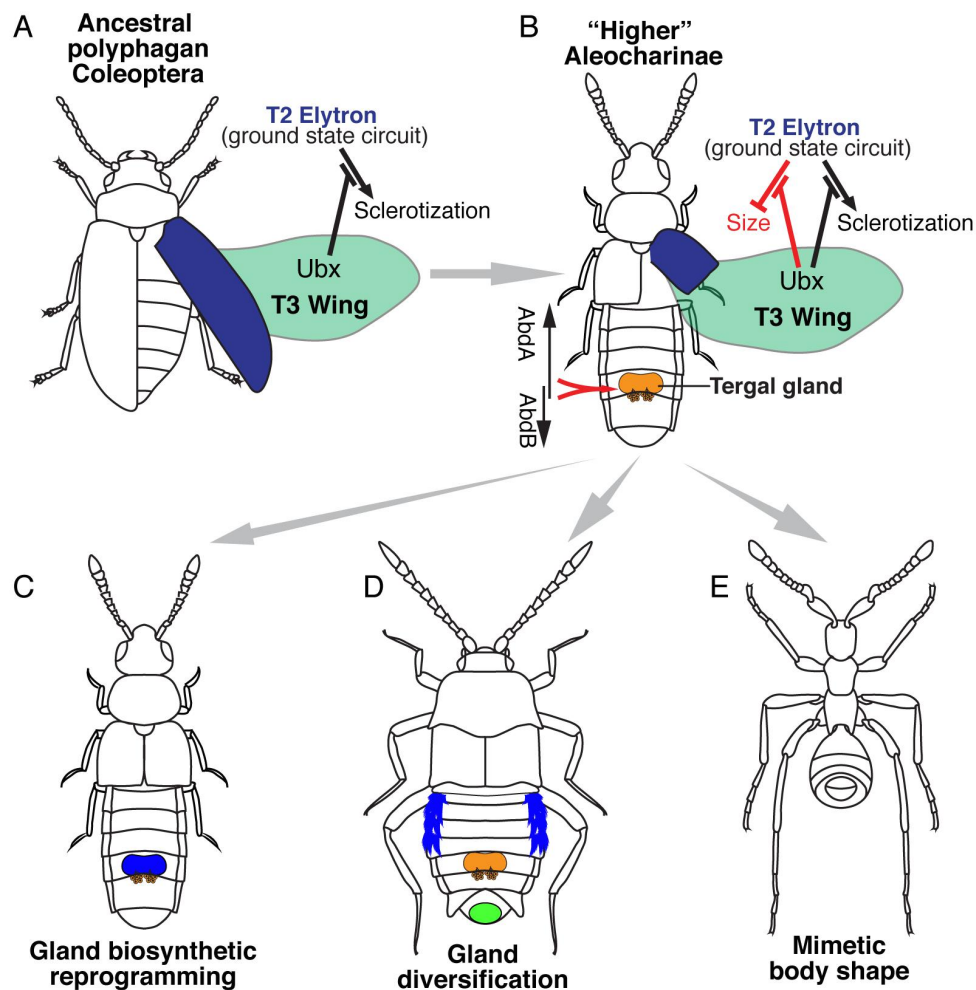 A
Ancestral
polyphagan
Coleoptera
T2 Elytron
(ground state circuit)
Sclerotization
Ubx
T3 Wing
B
“Higher”
Aleocharinae
T2 Elytron
(ground state circuit)
Size
Sclerotization
Ubx
T3 Wing
AbdA
AbdB
Tergal gland
C
Gland biosynthetic
reprogramming
D
Gland
diversification
E
Mimetic
body shape